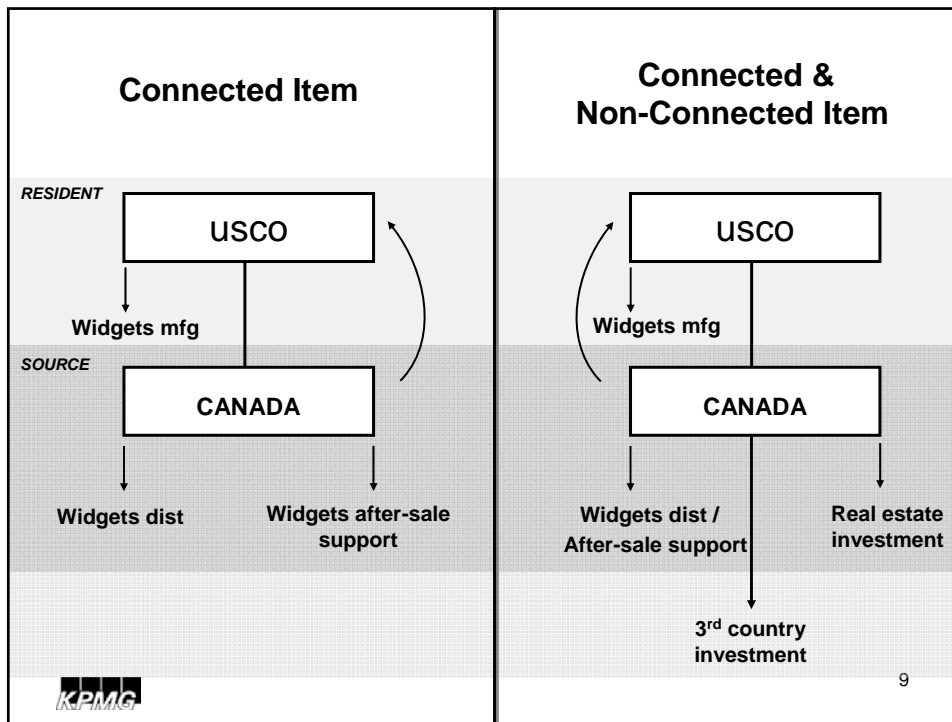 Connected Item
RESIDENT
USCO
Widgets mfg
SOURCE
CANADA
Widgets dist
Widgets after-sale
support
KPMG
Connected &
Non-Connected Item
USCO
Widgets mfg
CANADA
Widgets dist /
After-sale support
Real estate
investment
3rd country
investment
9